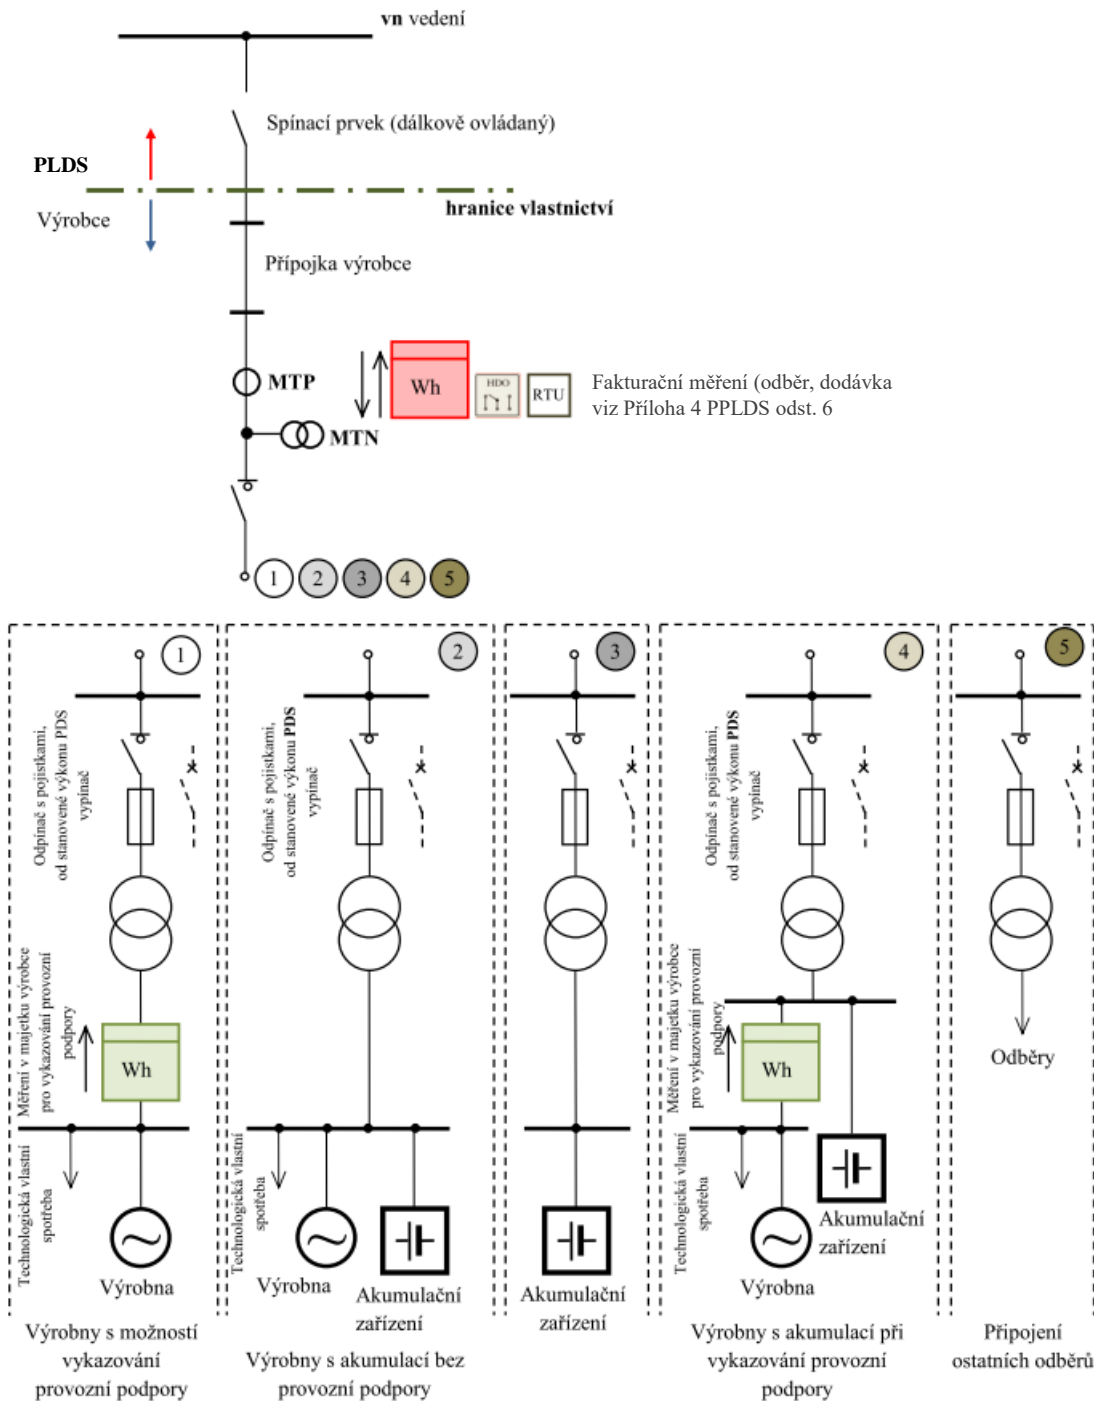 vn vedení
Spínací prvek (dálkově ovládaný)
PLDS
hranice vlastnictví
Výrobce
Přípojka výrobce
MTP
Wh
HDO
RTU
Fakturační měření (odběr, dodávka
viz Příloha 4 PPLDS odst. 6
MTN
1 2 3 4 5
1
Odpínač s pojistkami,
od stanovené výkonu PDS
vypínač
Měření v majetku výrobce
pro vykazování provozní
podpory
Wh
Technologická vlastní
spotřeba
Výrobna
Výrobny s možností
vykazování
provozní podpory
2
Odpínač s pojistkami,
od stanovené výkonu PDS
vypínač
Technologická vlastní
spotřeba
Výrobna
Akumulační
zařízení
Výrobny s akumulací bez
provozní podpory
3
Akumulační
zařízení
4
Odpínač s pojistkami,
od stanovené výkonu PDS
vypínač
Měření v majetku výrobce
pro vykazování provozní
podpory
Wh
Technologická vlastní
spotřeba
Výrobna
Akumulační
zařízení
Výrobny s akumulací při
vykazování provozní
podpory
5
Odběry
Připojení
ostatních odběrů